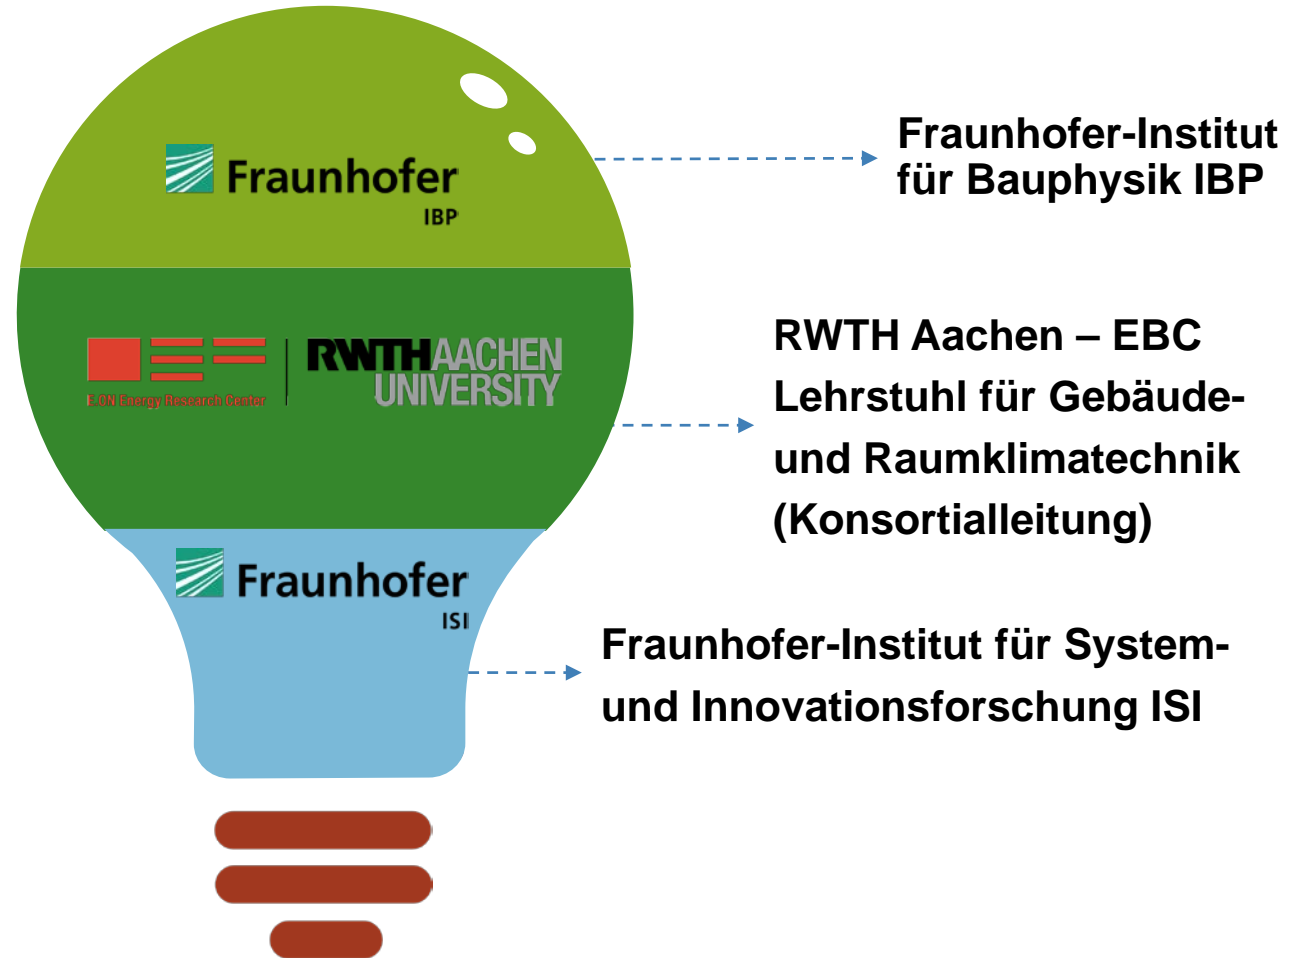 Fraunhofer
IBP
Fraunhofer-Institut
für Bauphysik IBP
E.ON Energy Research Center
RWTH AACHEN
UNIVERSITY
RWTH Aachen – EBC
Lehrstuhl für Gebäude-
und Raumklimatechnik
(Konsortialleitung)
Fraunhofer
ISI
Fraunhofer-Institut für System-
und Innovationsforschung ISI